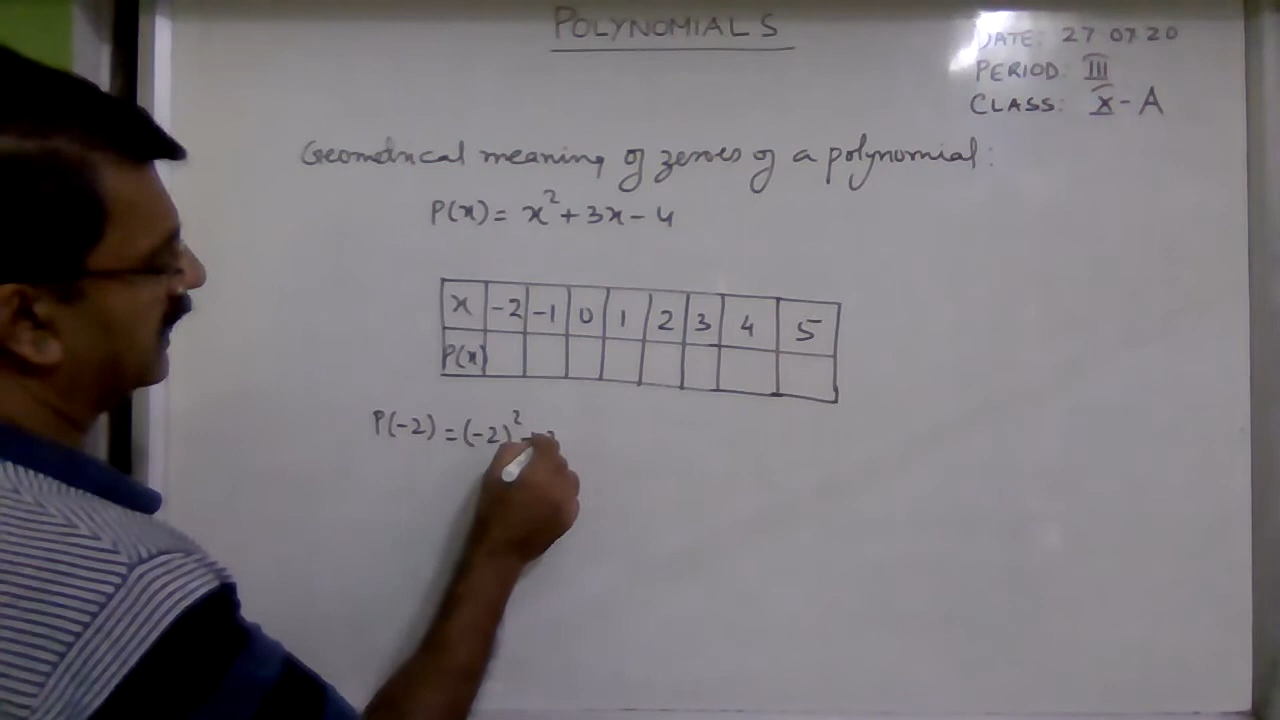 POLYNOMIALS
DATE: 27 07 20
PERIOD: III
CLASS: X - A
Geometrical meaning of zeroes of a polynomial:
P(x) = x² + 3x - 4
x -2 -1 0 1 2 3 4 5
P(x)
P(-2) = (-2)² +